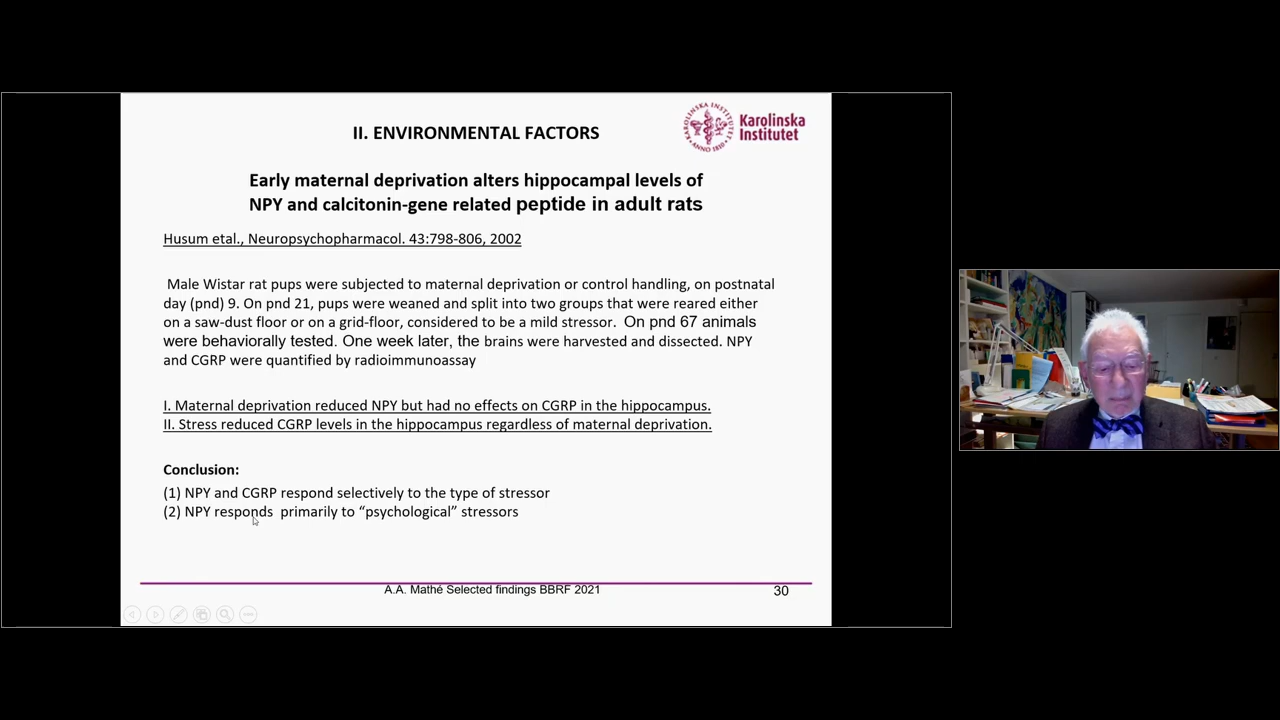 II. ENVIRONMENTAL FACTORS
KAROLINSKA INSTITUTET
ANNO 1810
Karolinska
Institutet
Early maternal deprivation alters hippocampal levels of
NPY and calcitonin-gene related peptide in adult rats
Husum etal., Neuropsychopharmacol. 43:798-806, 2002
Male Wistar rat pups were subjected to maternal deprivation or control handling, on postnatal
day (pnd) 9. On pnd 21, pups were weaned and split into two groups that were reared either
on a saw-dust floor or on a grid-floor, considered to be a mild stressor. On pnd 67 animals
were behaviorally tested. One week later, the brains were harvested and dissected. NPY
and CGRP were quantified by radioimmunoassay
I. Maternal deprivation reduced NPY but had no effects on CGRP in the hippocampus.
II. Stress reduced CGRP levels in the hippocampus regardless of maternal deprivation.
Conclusion:
(1) NPY and CGRP respond selectively to the type of stressor
(2) NPY responds primarily to “psychological” stressors
A.A. Mathé Selected findings BBRF 2021
30